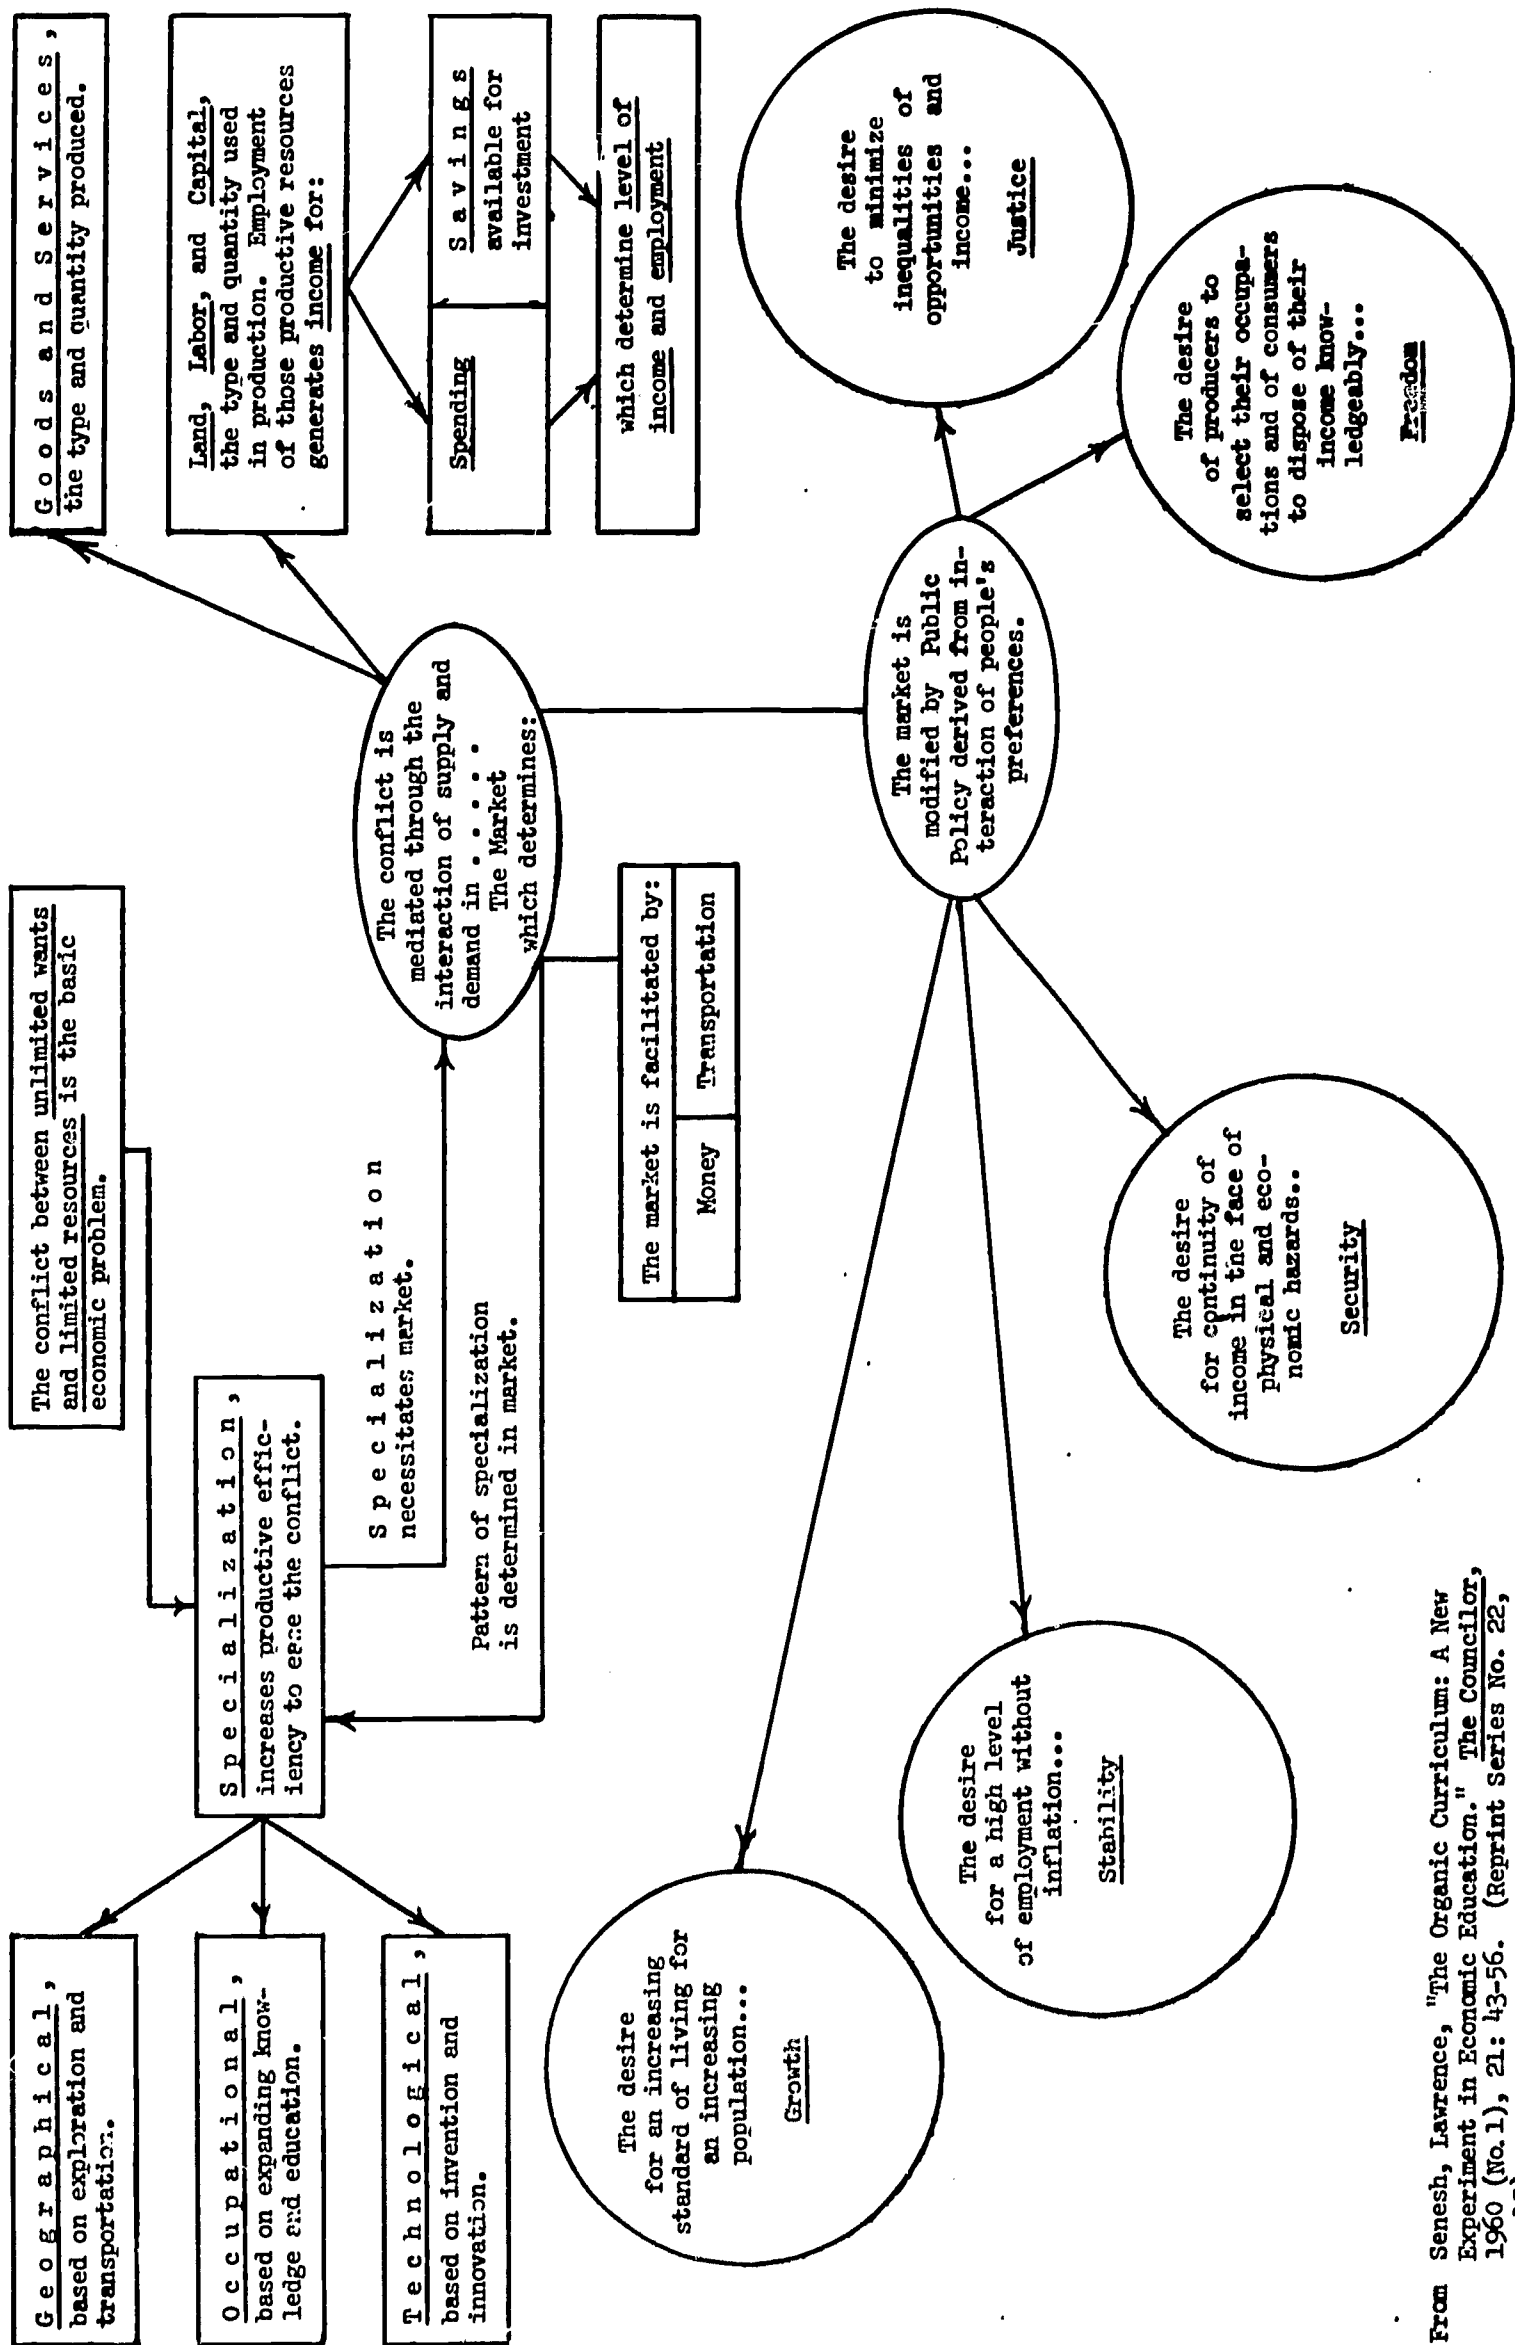 The conflict between unlimited wants
and limited resources is the basic
economic problem.
Specialization,
increases productive effic-
iency to ease the conflict.
Geographical,
based on exploration and
transportation.
Occupational,
based on expanding know-
ledge and education.
Technological,
based on invention and
innovation.
Specialization
necessitates market.
Pattern of specialization
is determined in market.
The conflict is
mediated through the
interaction of supply and
demand in . . . . . .
The Market
which determines:
Goods and Services,
the type and quantity produced.
Land, Labor, and Capital,
the type and quantity used
in production. Employment
of those productive resources
generates income for:
Spending
Savings
available for
investment
which determine level of
income and employment
The market is facilitated by:
Money
Transportation
The market is
modified by Public
Policy derived from in-
teraction of people's
preferences.
The desire
for an increasing
standard of living for
an increasing
population...
Growth
The desire
for a high level
of employment without
inflation...
Stability
The desire
for continuity of
income in the face of
physical and eco-
nomic hazards..
Security
The desire
of producers to
select their occupa-
tions and of consumers
to dispose of their
income know-
ledgeably...
Freedom
The desire
to minimize
inequalities of
opportunities and
income...
Justice
From Senesh, Lawrence, "The Organic Curriculum: A New
Experiment in Economic Education." The Councilor,
1960 (No.1), 21: 43-56. (Reprint Series No. 22,